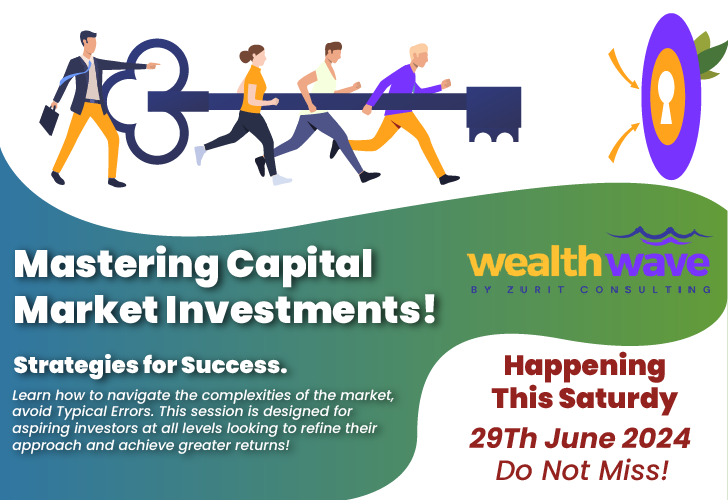 Mastering Capital
Market Investments!
wealthwave
BY ZURIT CONSULTING
Strategies for Success.
Learn how to navigate the complexities of the market,
avoid Typical Errors. This session is designed for
aspiring investors at all levels looking to refine their
approach and achieve greater returns!
Happening
This Saturdy
29Th June 2024
Do Not Miss!